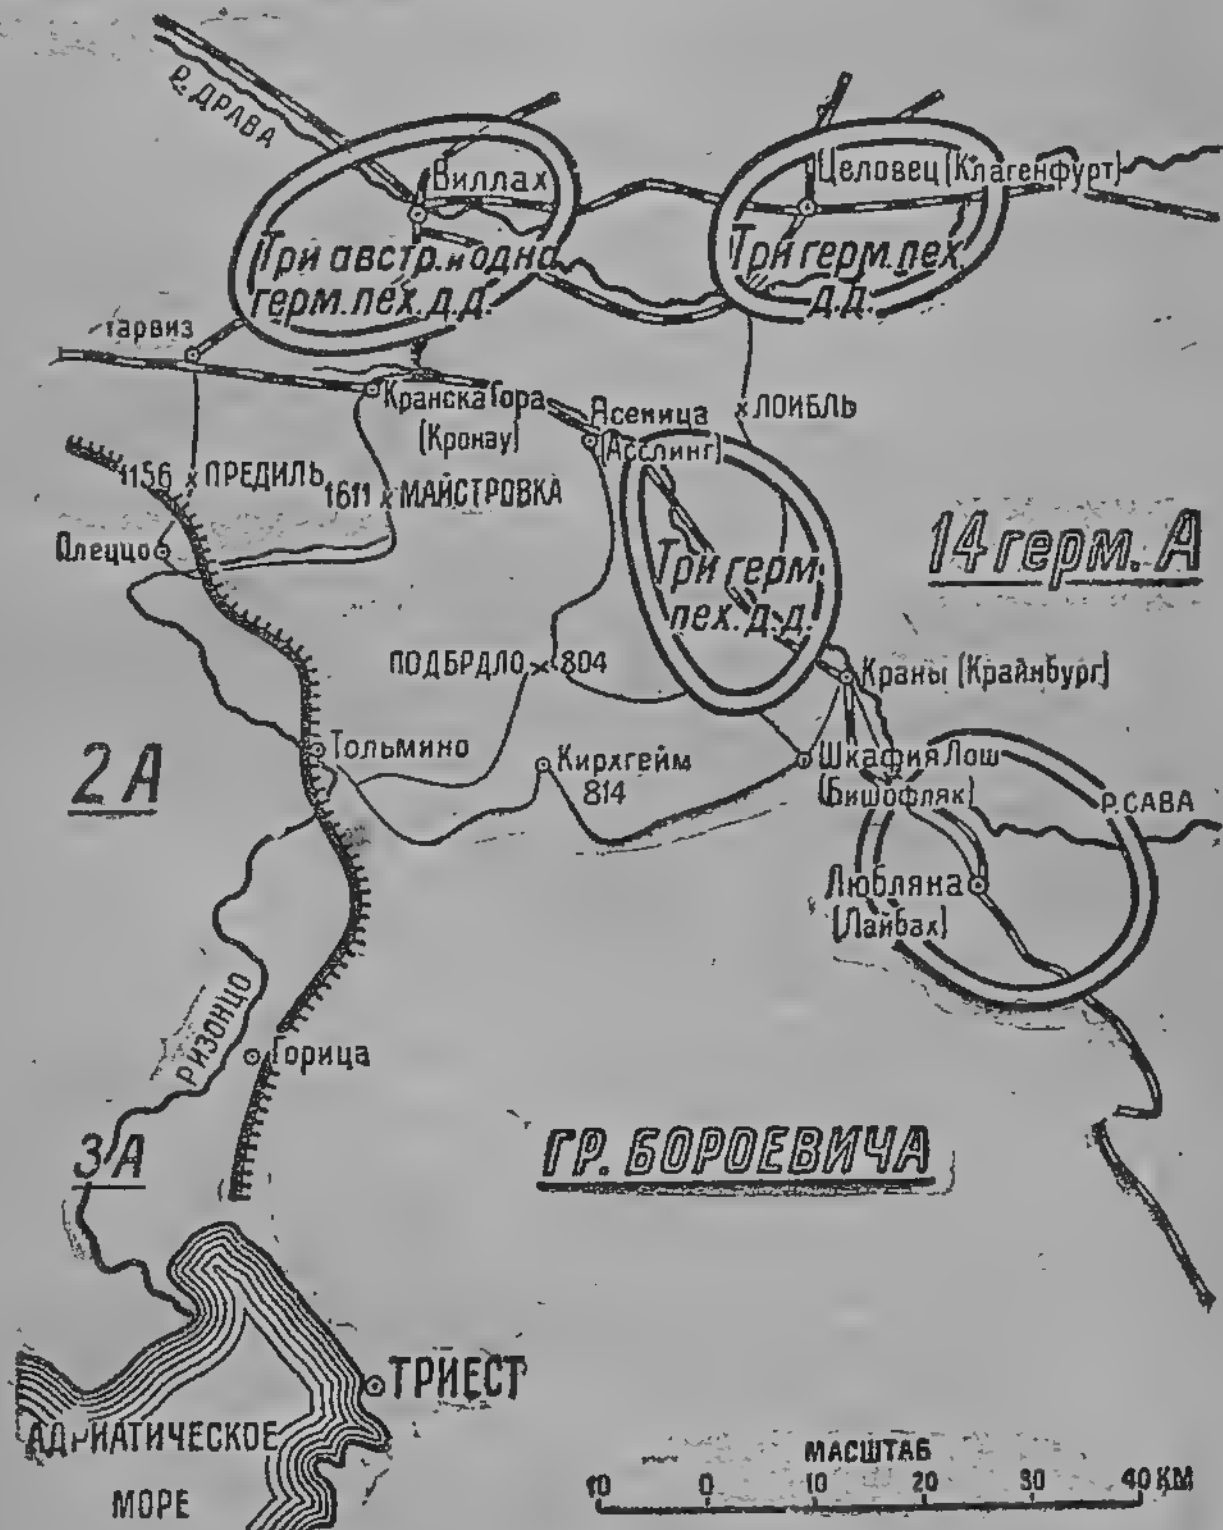 Р. ДРАВА
Виллах
Целовец (Клагенфурт)
Три австр. и одна
герм. пех. д.д.
Три герм. пех.
д.д.
Тарвиз
Кранска Гора
(Кронау)
Ясеница
(Асслинг)
ЛОИБЛЬ
1156 ПРЕДИЛЬ
1611 МАЙСТРОВКА
Плеццо
14 герм. А
Три герм.
пех. д.д.
ПОДБРДЛО 804
Краны (Крайнбург)
2 А
Тольмино
Кирхгейм
814
Шкафия Лош
(Бишофляк)
Р. САВА
Любляна
(Лайбах)
Р. ИЗОНЦО
Горица
3 А
ГР. БОРОЕВИЧА
ТРИЕСТ
АДРИАТИЧЕСКОЕ
МОРЕ
МАСШТАБ
10 0 10 20 30 40 КМ